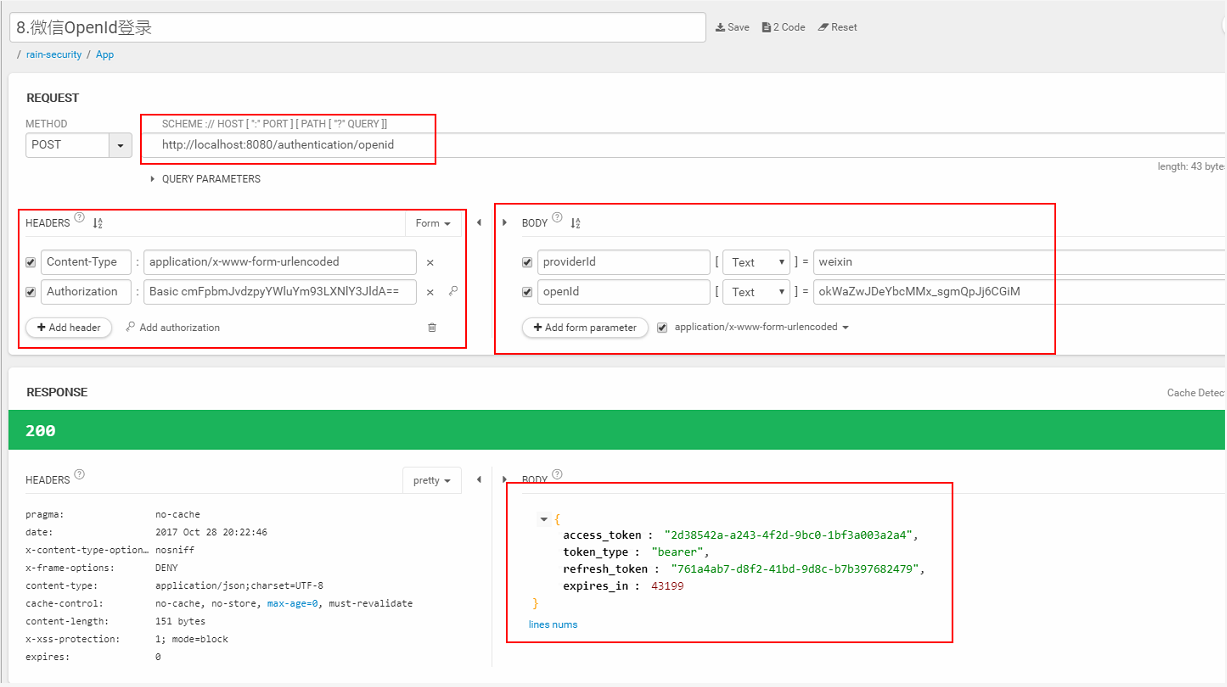 8.微信OpenId登录
Save 2 Code Reset
/ rain-security / App
REQUEST
METHOD
SCHEME :// HOST [ ":" PORT ] [ PATH [ "?" QUERY ]]
POST
http://localhost:8080/authentication/openid
length: 43 byte
QUERY PARAMETERS
HEADERS ? Form
BODY ?
Content-Type : application/x-www-form-urlencoded ×
providerId [ Text ] = weixin
Authorization : Basic cmFpbmJvdzpyYWluYm93LXNlY3JldA== ×
openId [ Text ] = okWaZwJDeYbcMMx_sgmQpJj6CGiM
+ Add header Add authorization
+ Add form parameter application/x-www-form-urlencoded
RESPONSE
Cache Detec
200
HEADERS ? pretty
BODY ?
pragma: no-cache
date: 2017 Oct 28 20:22:46
x-content-type-option… nosniff
x-frame-options: DENY
content-type: application/json;charset=UTF-8
cache-control: no-cache, no-store, max-age=0, must-revalidate
content-length: 151 bytes
x-xss-protection: 1; mode=block
expires: 0
{
access_token : "2d38542a-a243-4f2d-9bc0-1bf3a003a2a4",
token_type : "bearer",
refresh_token : "761a4ab7-d8f2-41bd-9d8c-b7b397682479",
expires_in : 43199
}
lines nums